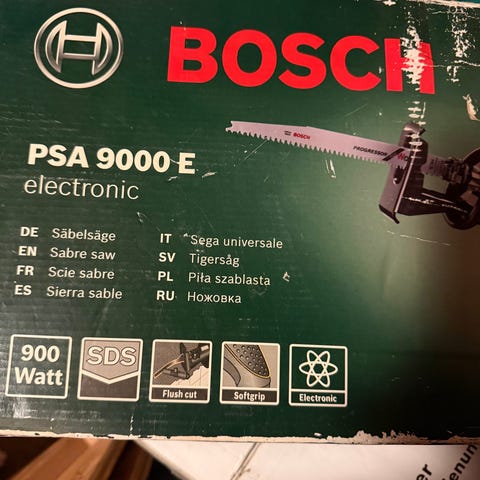 BOSCH
BOSCH
PROGRESSOR
PSA 9000 E
electronic
DE Säbelsäge
EN Sabre saw
FR Scie sabre
ES Sierra sable
IT Sega universale
SV Tigersåg
PL Piła szablasta
RU Ножовка
900
Watt
SDS
Flush cut
Softgrip
Electronic